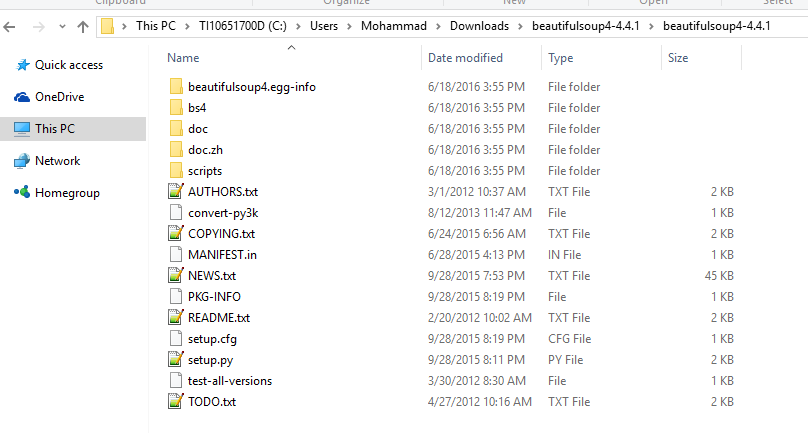 Clipboard Organize New Open Select
This PC > TI10651700D (C:) > Users > Mohammad > Downloads > beautifulsoup4-4.4.1 > beautifulsoup4-4.4.1
Quick access
OneDrive
This PC
Network
Homegroup
Name Date modified Type Size
beautifulsoup4.egg-info 6/18/2016 3:55 PM File folder
bs4 6/18/2016 3:55 PM File folder
doc 6/18/2016 3:55 PM File folder
doc.zh 6/18/2016 3:55 PM File folder
scripts 6/18/2016 3:55 PM File folder
AUTHORS.txt 3/1/2012 10:37 AM TXT File 2 KB
convert-py3k 8/12/2013 11:47 AM File 1 KB
COPYING.txt 6/24/2015 6:56 AM TXT File 2 KB
MANIFEST.in 6/28/2015 4:13 PM IN File 1 KB
NEWS.txt 9/28/2015 7:53 PM TXT File 45 KB
PKG-INFO 9/28/2015 8:19 PM File 1 KB
README.txt 2/20/2012 10:02 AM TXT File 2 KB
setup.cfg 9/28/2015 8:19 PM CFG File 1 KB
setup.py 9/28/2015 8:11 PM PY File 2 KB
test-all-versions 3/30/2012 8:30 AM File 1 KB
TODO.txt 4/27/2012 10:16 AM TXT File 2 KB